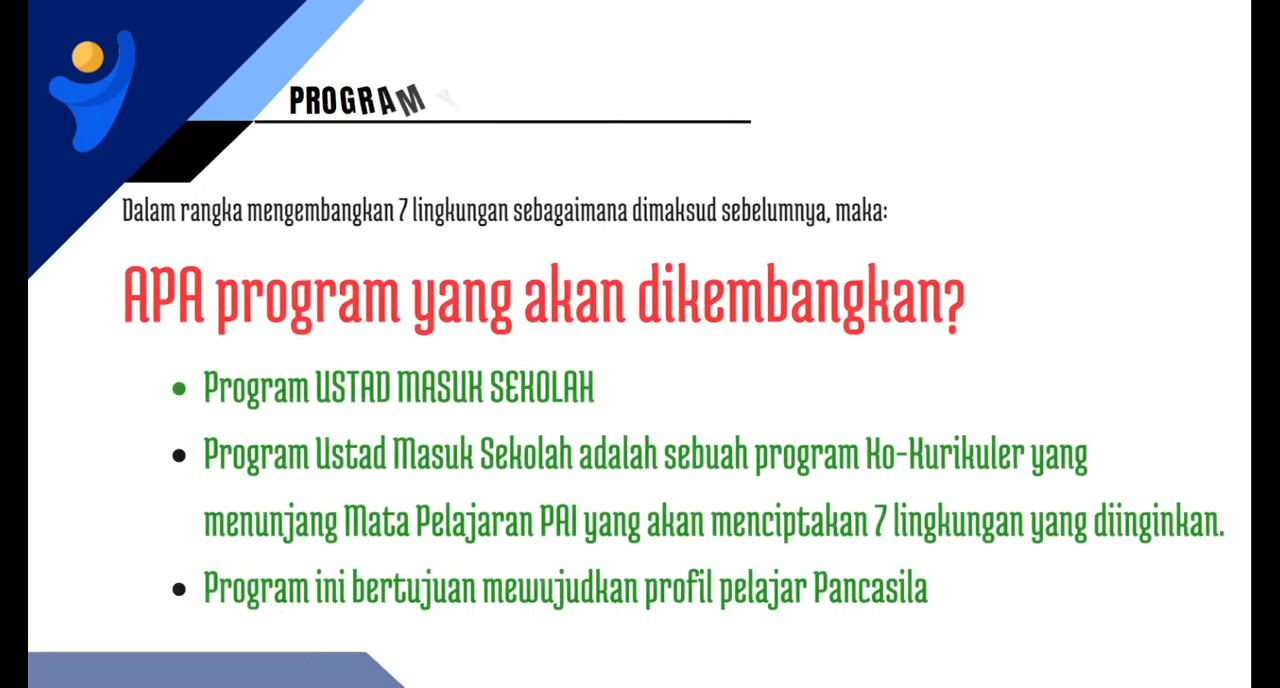 PROGRAM Y
Dalam rangka mengembangkan 7 lingkungan sebagaimana dimaksud sebelumnya, maka:
APA program yang akan dikembangkan?
• Program USTAD MASUK SEKOLAH
• Program Ustad Masuk Sekolah adalah sebuah program Ko-Kurikuler yang
menunjang Mata Pelajaran PAI yang akan menciptakan 7 lingkungan yang diinginkan.
• Program ini bertujuan mewujudkan profil pelajar Pancasila